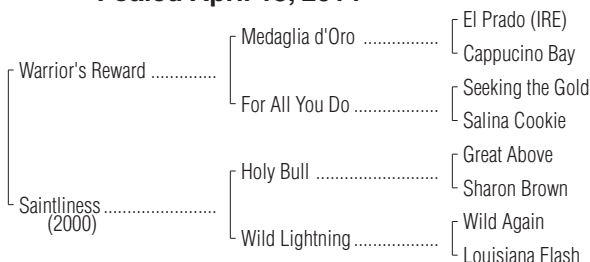 El Prado (IRE)
Medaglia d'Oro ...............
Cappucino Bay
Warrior's Reward .............
Seeking the Gold
For All You Do ..................
Salina Cookie
Great Above
Holy Bull ..........................
Sharon Brown
Saintliness ........................
(2000)
Wild Again
Wild Lightning ..................
Louisiana Flash